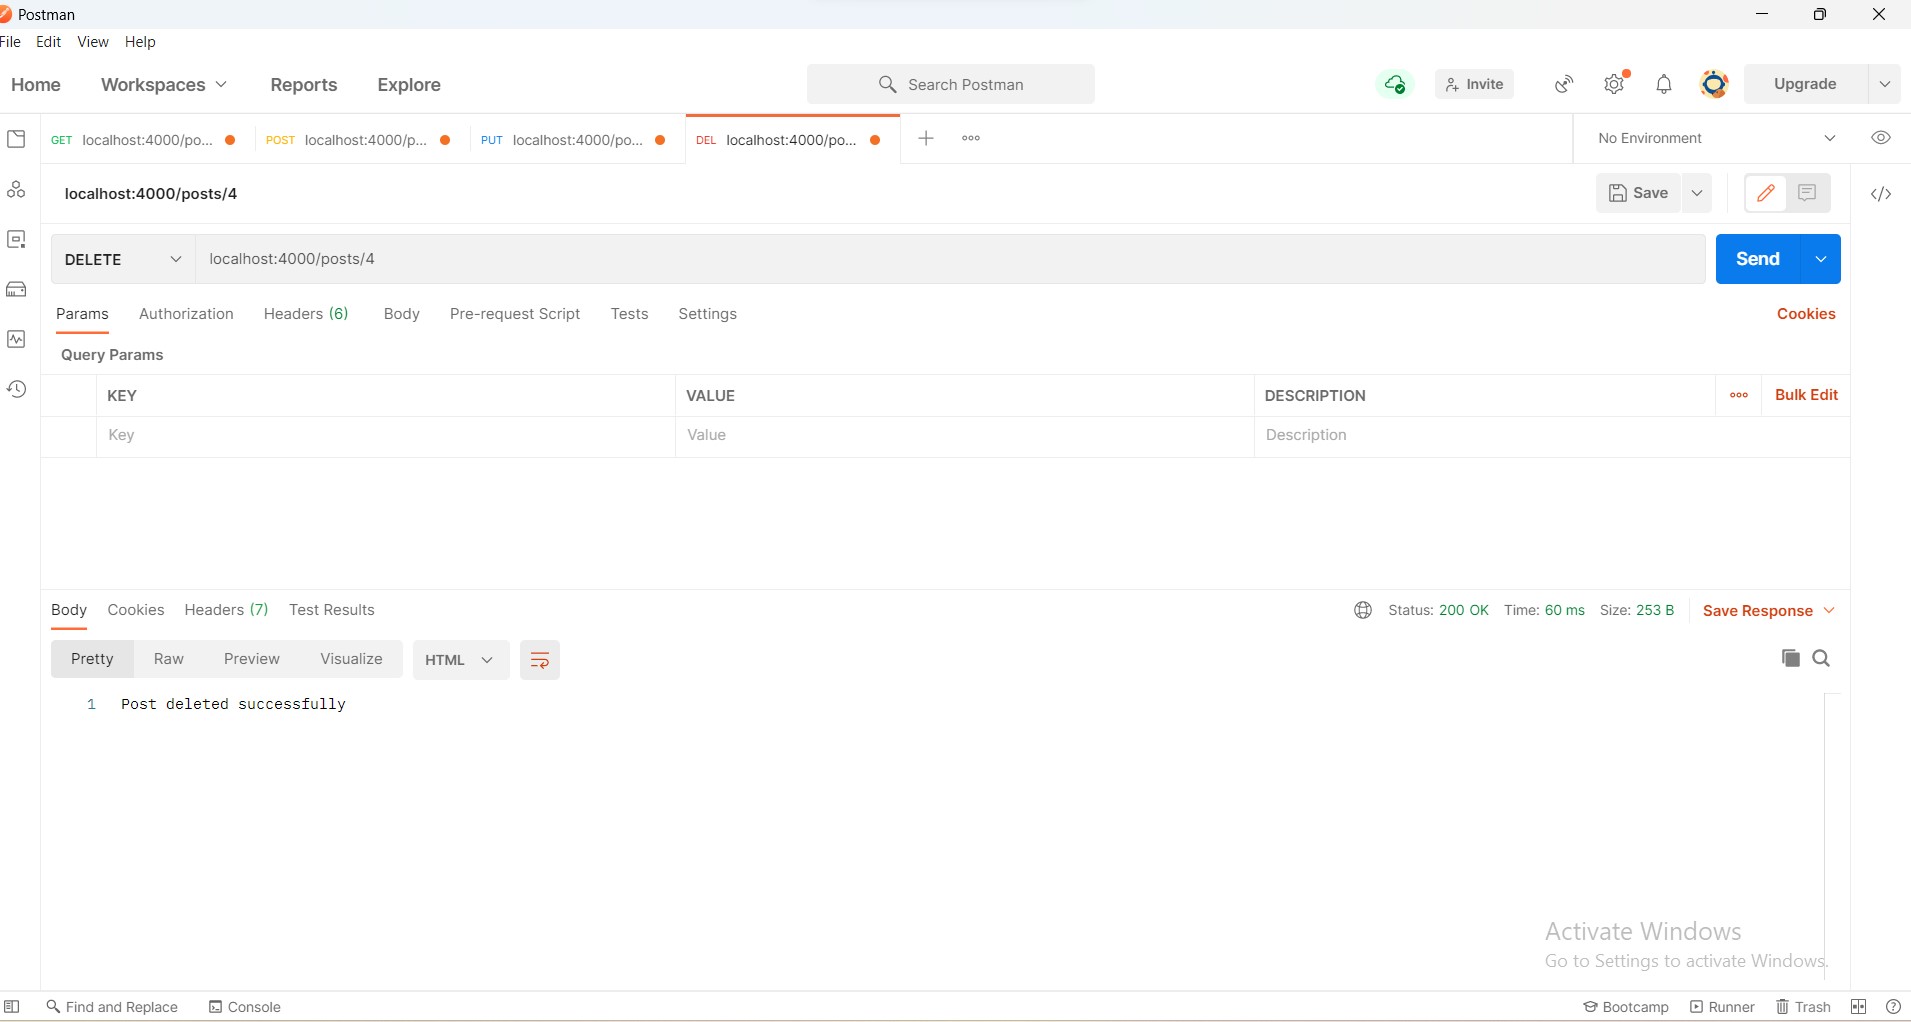 Postman
File Edit View Help
Home Workspaces Reports Explore Search Postman Invite Upgrade
GET localhost:4000/po... POST localhost:4000/p... PUT localhost:4000/po... DEL localhost:4000/po... No Environment
localhost:4000/posts/4 Save
DELETE localhost:4000/posts/4 Send
Params Authorization Headers (6) Body Pre-request Script Tests Settings Cookies
Query Params
KEY VALUE DESCRIPTION Bulk Edit
Key Value Description
Body Cookies Headers (7) Test Results Status: 200 OK Time: 60 ms Size: 253 B Save Response
Pretty Raw Preview Visualize HTML
1 Post deleted successfully
Activate Windows
Go to Settings to activate Windows.
Find and Replace Console Bootcamp Runner Trash